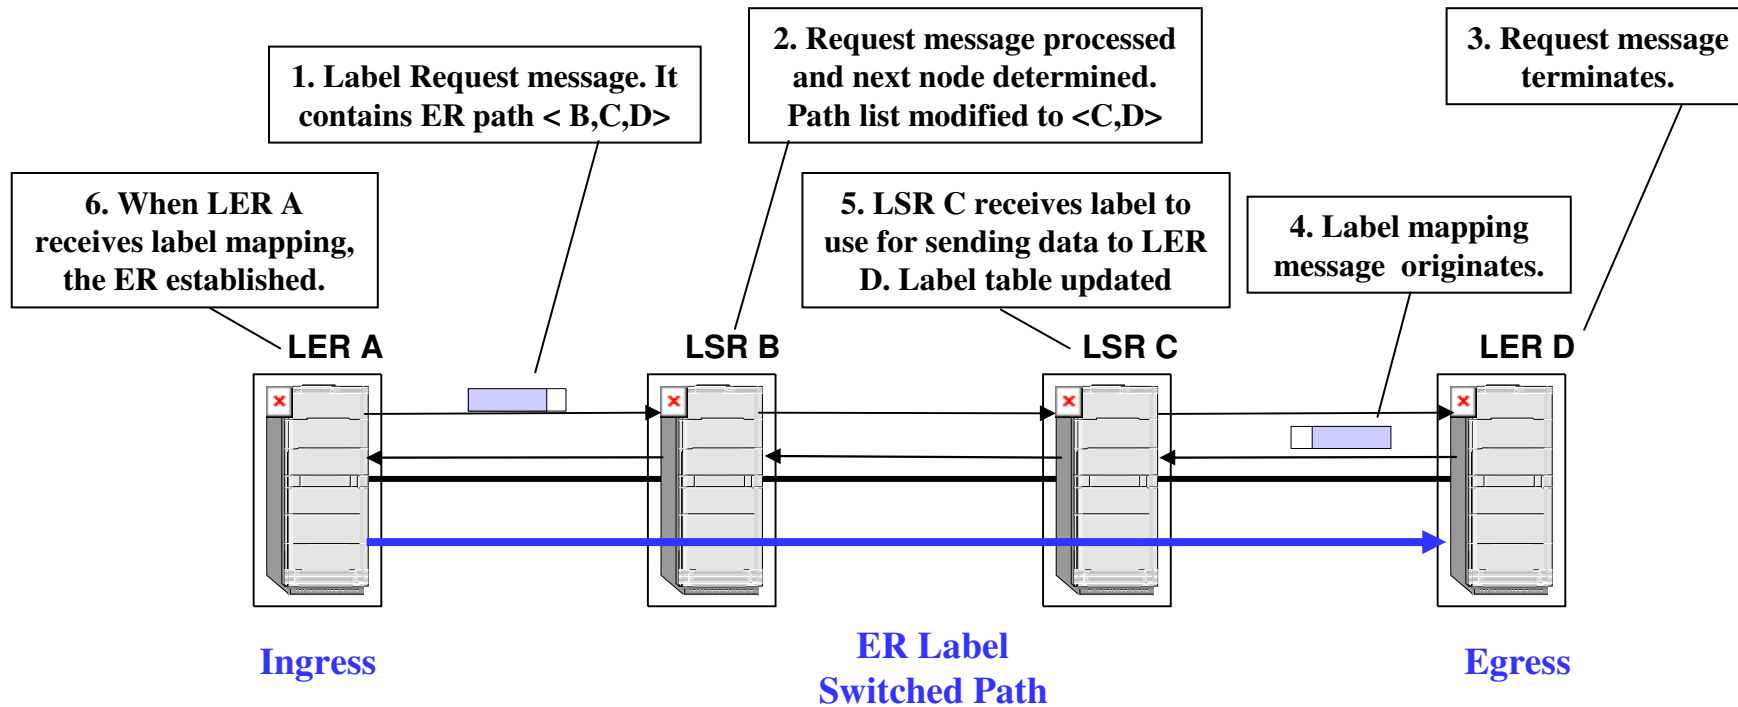 1. Label Request message. It
contains ER path < B,C,D>
2. Request message processed
and next node determined.
Path list modified to <C,D>
3. Request message
terminates.
6. When LER A
receives label mapping,
the ER established.
5. LSR C receives label to
use for sending data to LER
D. Label table updated
4. Label mapping
message  originates.
LER A
LSR B
LSR C
LER D
Ingress
ER Label
Switched Path
Egress